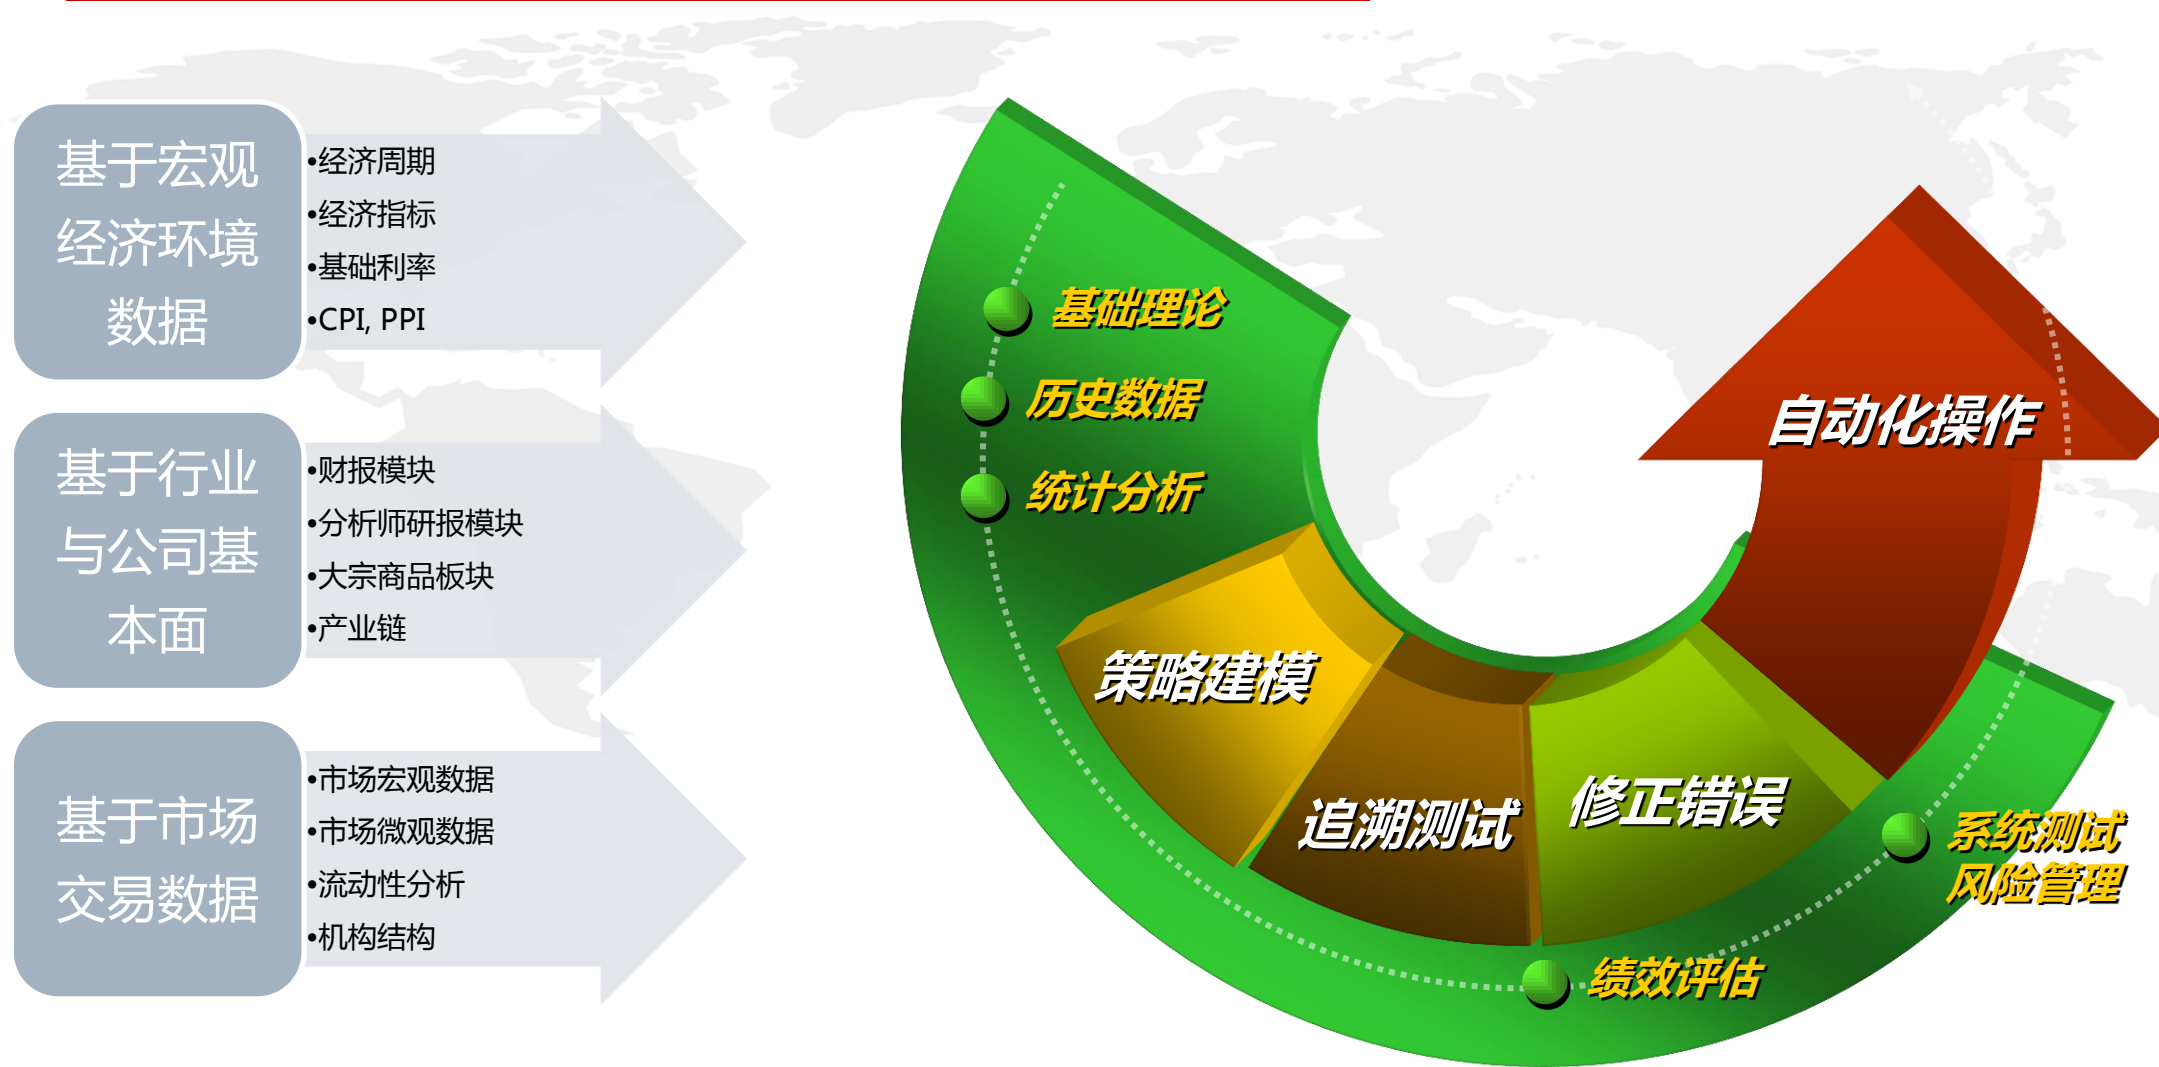 基于宏观
经济环境
数据
•经济周期
•经济指标
•基础利率
•CPI, PPI
基于行业
与公司基
本面
•财报模块
•分析师研报模块
•大宗商品板块
•产业链
基于市场
交易数据
•市场宏观数据
•市场微观数据
•流动性分析
•机构结构
基础理论
历史数据
统计分析
策略建模
追溯测试
修正错误
自动化操作
绩效评估
系统测试
风险管理